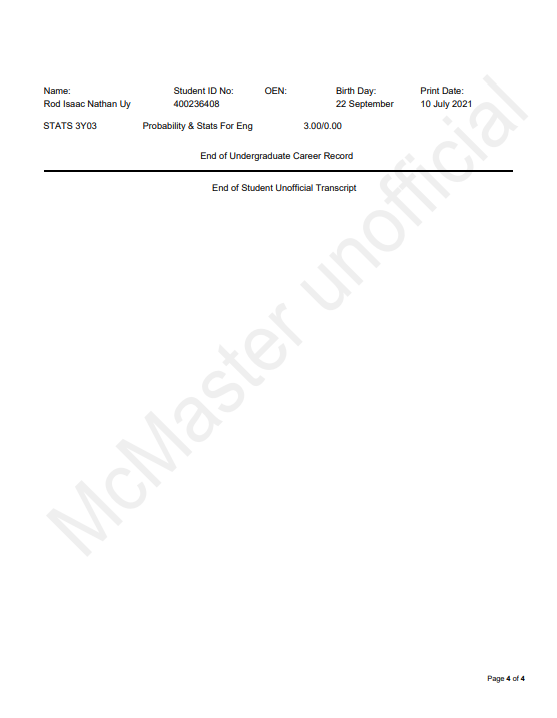 Name: Student ID No: OEN: Birth Day: Print Date:
Rod Isaac Nathan Uy 400236408 22 September 10 July 2021
STATS 3Y03 Probability & Stats For Eng 3.00/0.00
End of Undergraduate Career Record
End of Student Unofficial Transcript
McMaster unofficial
Page 4 of 4